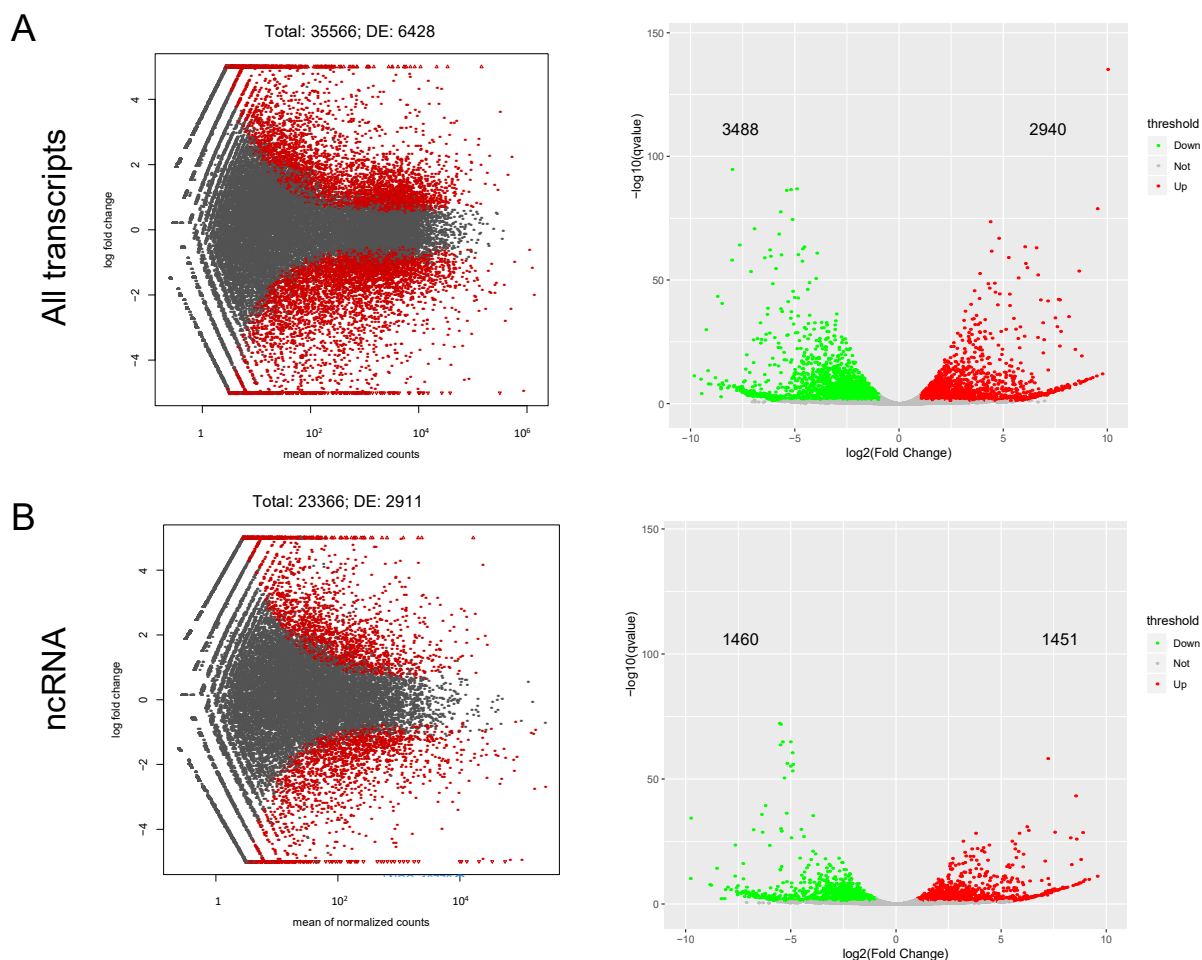 A
All transcripts
Total: 35566; DE: 6428
log fold change
4
2
0
−2
−4
1
10²
10⁴
10⁶
mean of normalized counts
−log10(qvalue)
150
100
50
0
3488
2940
−10
−5
0
5
10
log2(Fold Change)
threshold
Down
Not
Up
B
ncRNA
Total: 23366; DE: 2911
log fold change
4
2
0
−2
−4
1
10²
10⁴
mean of normalized counts
−log10(qvalue)
150
100
50
0
1460
1451
−10
−5
0
5
10
log2(Fold Change)
threshold
Down
Not
Up